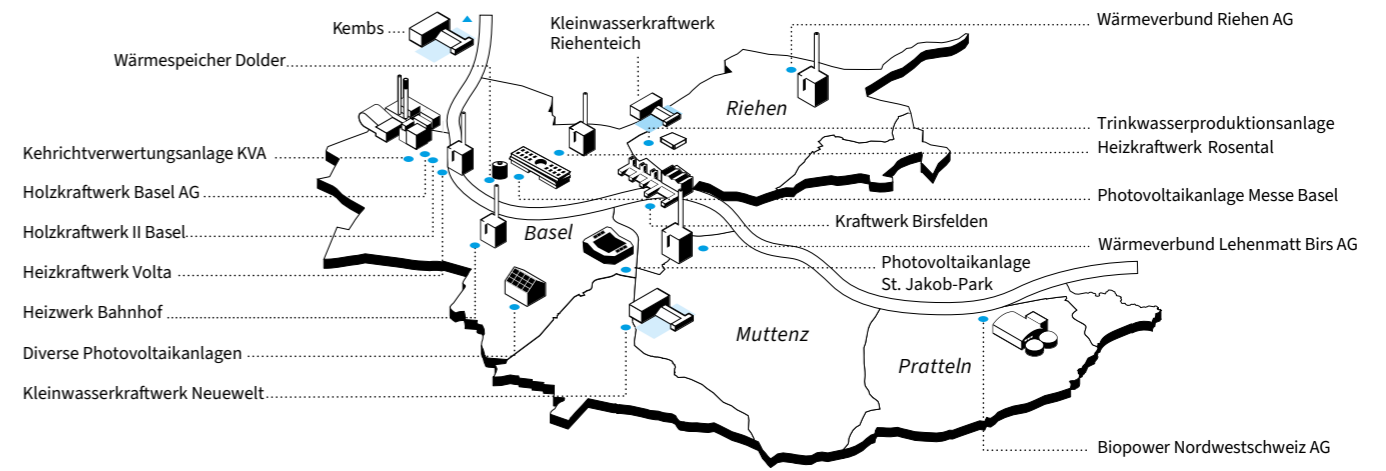 Kembs
Wärmespeicher Dolder
Kleinwasserkraftwerk
Riehenteich
Wärmeverbund Riehen AG
Riehen
Trinkwasserproduktionsanlage
Heizkraftwerk Rosental
Kehrichtverwertungsanlage KVA
Holzkraftwerk Basel AG
Photovoltaikanlage Messe Basel
Kraftwerk Birsfelden
Holzkraftwerk II Basel
Basel
Wärmeverbund Lehenmatt Birs AG
Photovoltaikanlage
St. Jakob-Park
Heizkraftwerk Volta
Heizwerk Bahnhof
Muttenz
Diverse Photovoltaikanlagen
Pratteln
Kleinwasserkraftwerk Neuewelt
Biopower Nordwestschweiz AG